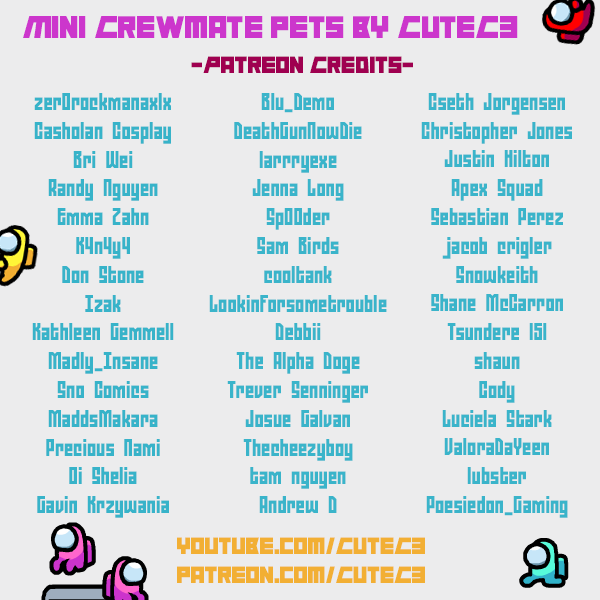 Mini Crewmate Pets by CuteC3
-Patreon Credits-
zer0rockmanaxlx
Casholan Cosplay
Bri Wei
Randy Nguyen
Emma Zahn
K4n4y4
Don Stone
Izak
Kathleen Gemmell
Madly_Insane
Sno Comics
MaddsMakara
Precious Nami
Di Shelia
Gavin Krzywania
Blu_Demo
DeathGunNowDie
larrryexe
Jenna Long
Sp00der
Sam Birds
cooltank
Lookinforsometrouble
Debbii
The Alpha Doge
Trever Senninger
Josue Galvan
Thecheezyboy
tam nguyen
Andrew D
Cseth Jorgensen
Christopher Jones
Justin Hilton
Apex Squad
Sebastian Perez
jacob crigler
Snowkeith
Shane McCarron
Tsundere 151
shaun
Cody
Luciela Stark
ValoraDaYeen
lubster
Poesiedon_Gaming
youtube.com/cutec3
patreon.com/cutec3